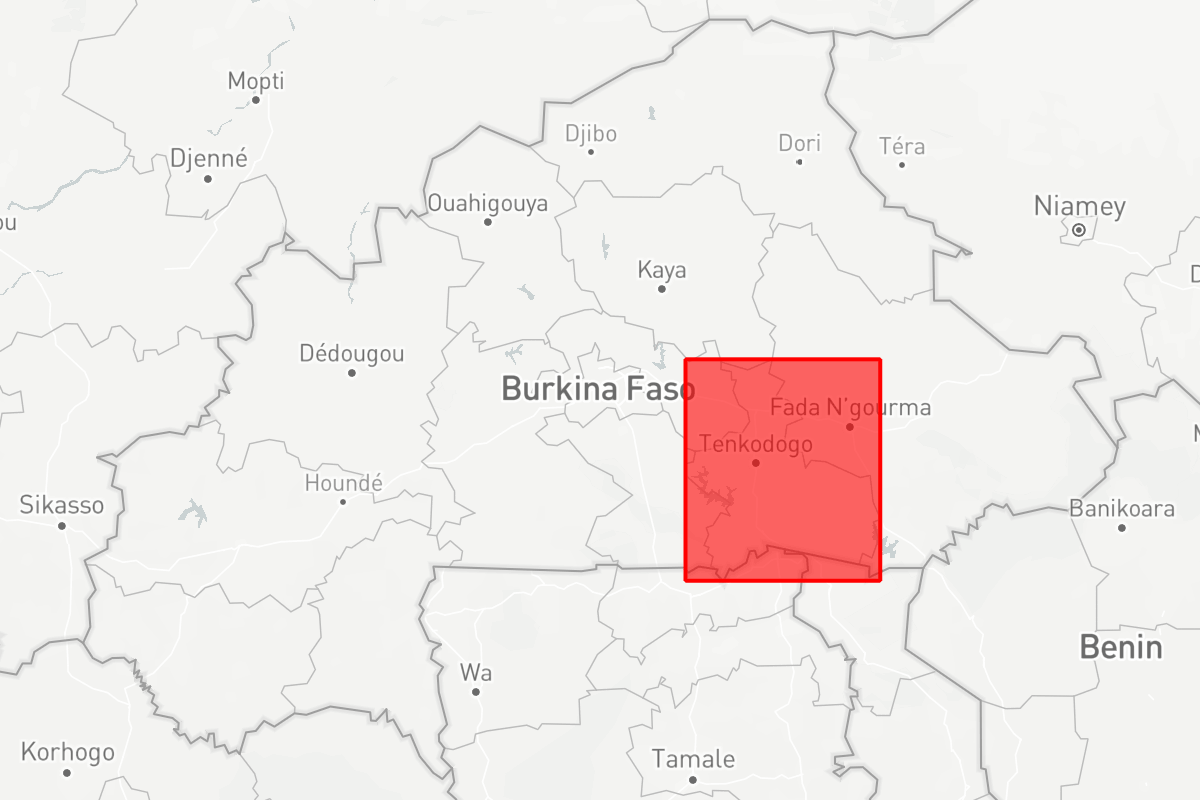 Mopti
Djibo
Dori
Téra
Djenné
Ouahigouya
Niamey
ou
Kaya
D
Dédougou
Burkina Faso
Fada N'gourma
M
Tenkodogo
Houndé
Sikasso
Banikoara
Benin
Wa
Korhogo
Tamale